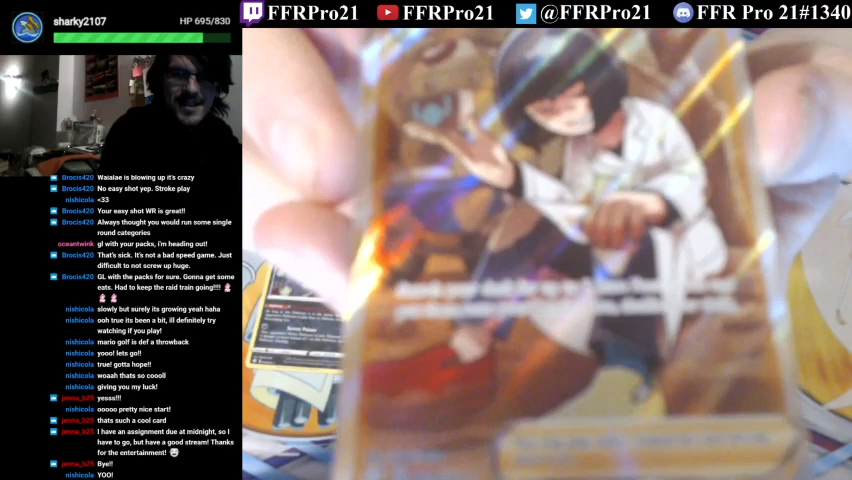 sharky2107
HP 695/830
FFRPro21
FFRPro21
@FFRPro21
FFR Pro 21#1340
Brocis420 Waialae is blowing up it's crazy
Brocis420 No easy shot yep. Stroke play
nishicola <33
Brocis420 Your easy shot WR is great!!
Brocis420 Always thought you would run some single
round categories
oceantwink gl with your packs, i'm heading out!
Brocis420 That's sick. It's not a bad speed game. Just
difficult to not screw up huge.
Brocis420 GL with the packs for sure. Gonna get some
eats. Had to keep the raid train going!!!!
nishicola slowly but surely its growing yeah haha
nishicola ooh true its been a bit, ill definitely try
watching if you play!
nishicola mario golf is def a throwback
nishicola yooo! lets go!!
nishicola true! gotta hope!!
nishicola woaah thats so coool!
nishicola giving you my luck!
jenna_b25 yesss!!!
nishicola ooooo pretty nice start!
jenna_b25 thats such a cool card
jenna_b25 I have an assignment due at midnight, so I
have to go, but have a good stream! Thanks
for the entertainment!
jenna_b25 Bye!!
nishicola YOO!